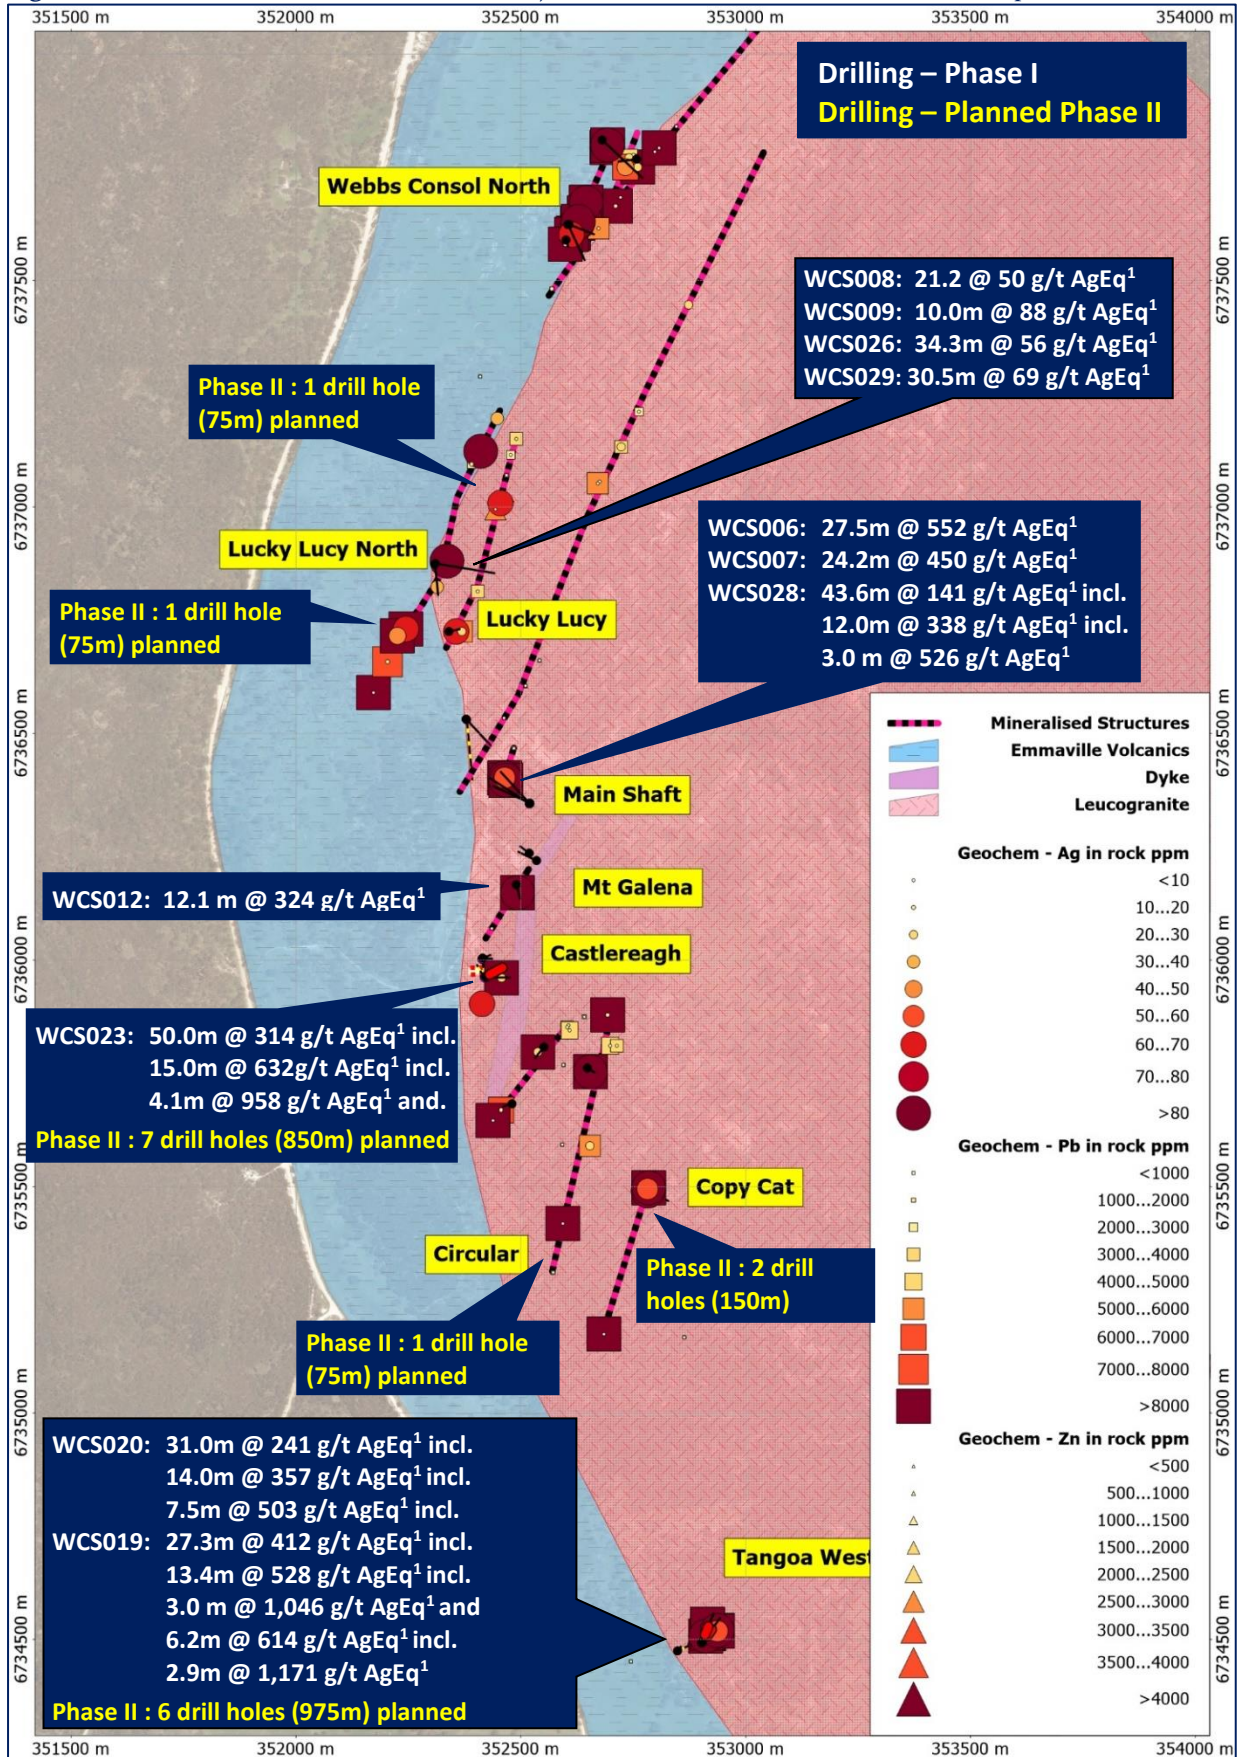 351500 m 352000 m 352500 m 353000 m 353500 m 354000 m
Drilling – Phase I
Drilling – Planned Phase II
Webbs Consol North
6737500 m
6737500 m
WCS008: 21.2 @ 50 g/t AgEq¹
WCS009: 10.0m @ 88 g/t AgEq¹
WCS026: 34.3m @ 56 g/t AgEq¹
WCS029: 30.5m @ 69 g/t AgEq¹
Phase II : 1 drill hole
(75m) planned
6737000 m
6737000 m
Lucky Lucy North
WCS006: 27.5m @ 552 g/t AgEq¹
WCS007: 24.2m @ 450 g/t AgEq¹
WCS028: 43.6m @ 141 g/t AgEq¹ incl.
12.0m @ 338 g/t AgEq¹ incl.
3.0 m @ 526 g/t AgEq¹
Phase II : 1 drill hole
(75m) planned
Lucky Lucy
6736500 m
6736500 m
Main Shaft
WCS012: 12.1 m @ 324 g/t AgEq¹
Mt Galena
Castlereagh
6736000 m
6736000 m
WCS023: 50.0m @ 314 g/t AgEq¹ incl.
15.0m @ 632g/t AgEq¹ incl.
4.1m @ 958 g/t AgEq¹ and.
Phase II : 7 drill holes (850m) planned
6735500 m
6735500 m
Copy Cat
Circular
Phase II : 2 drill
holes (150m)
Phase II : 1 drill hole
(75m) planned
6735000 m
6735000 m
WCS020: 31.0m @ 241 g/t AgEq¹ incl.
14.0m @ 357 g/t AgEq¹ incl.
7.5m @ 503 g/t AgEq¹ incl.
WCS019: 27.3m @ 412 g/t AgEq¹ incl.
13.4m @ 528 g/t AgEq¹ incl.
3.0 m @ 1,046 g/t AgEq¹ and
6.2m @ 614 g/t AgEq¹ incl.
2.9m @ 1,171 g/t AgEq¹
Phase II : 6 drill holes (975m) planned
Tangoa West
6734500 m
6734500 m
Mineralised Structures
Emmaville Volcanics
Dyke
Leucogranite
Geochem - Ag in rock ppm
<10
10...20
20...30
30...40
40...50
50...60
60...70
70...80
>80
Geochem - Pb in rock ppm
<1000
1000...2000
2000...3000
3000...4000
4000...5000
5000...6000
6000...7000
7000...8000
>8000
Geochem - Zn in rock ppm
<500
500...1000
1000...1500
1500...2000
2000...2500
2500...3000
3000...3500
3500...4000
>4000
351500 m 352000 m 352500 m 353000 m 353500 m 354000 m